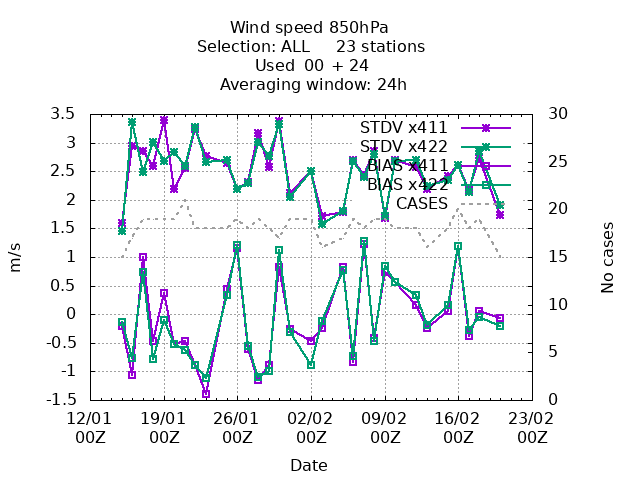 Wind speed 850hPa
Selection: ALL 23 stations
Used 00 + 24
Averaging window: 24h
3.5
3
2.5
2
1.5
1
0.5
0
-0.5
-1
-1.5
m/s
30
25
20
15
10
5
0
No cases
STDV x411
STDV x422
BIAS x411
BIAS x422
CASES
12/01 19/01 26/01 02/02 09/02 16/02 23/02
00Z 00Z 00Z 00Z 00Z 00Z 00Z
Date